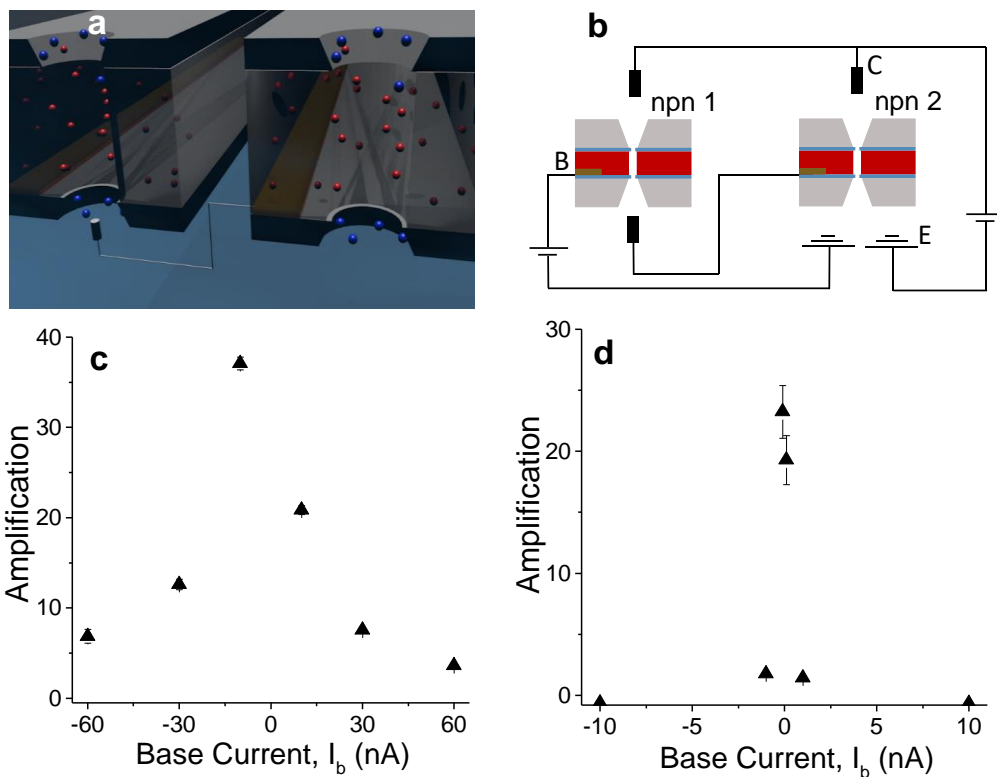 a
b
C
npn 1
npn 2
B
E
c
40
30
20
10
0
Amplification
-60
-30
0
30
60
Base Current, Ib (nA)
d
30
20
10
0
Amplification
-10
-5
0
5
10
Base Current, Ib (nA)